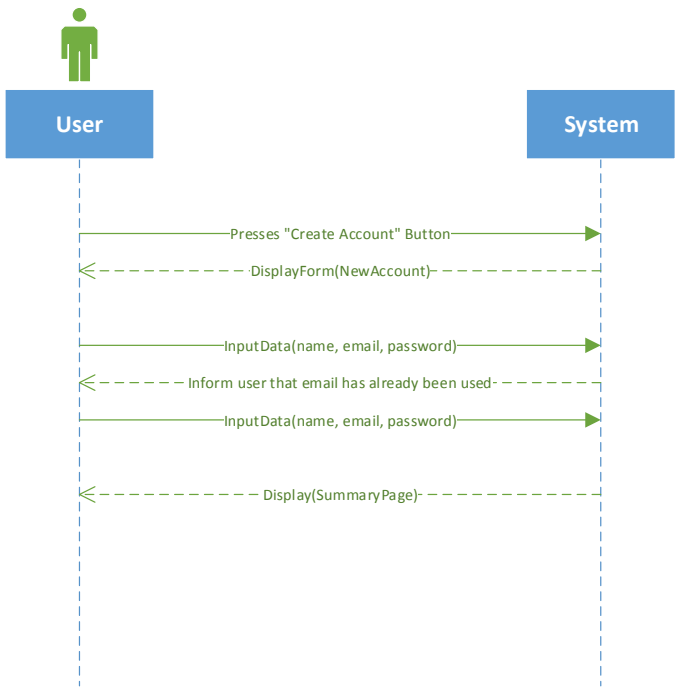 User
System
Presses "Create Account" Button
DisplayForm(NewAccount)
InputData(name, email, password)
Inform user that email has already been used
InputData(name, email, password)
Display(SummaryPage)